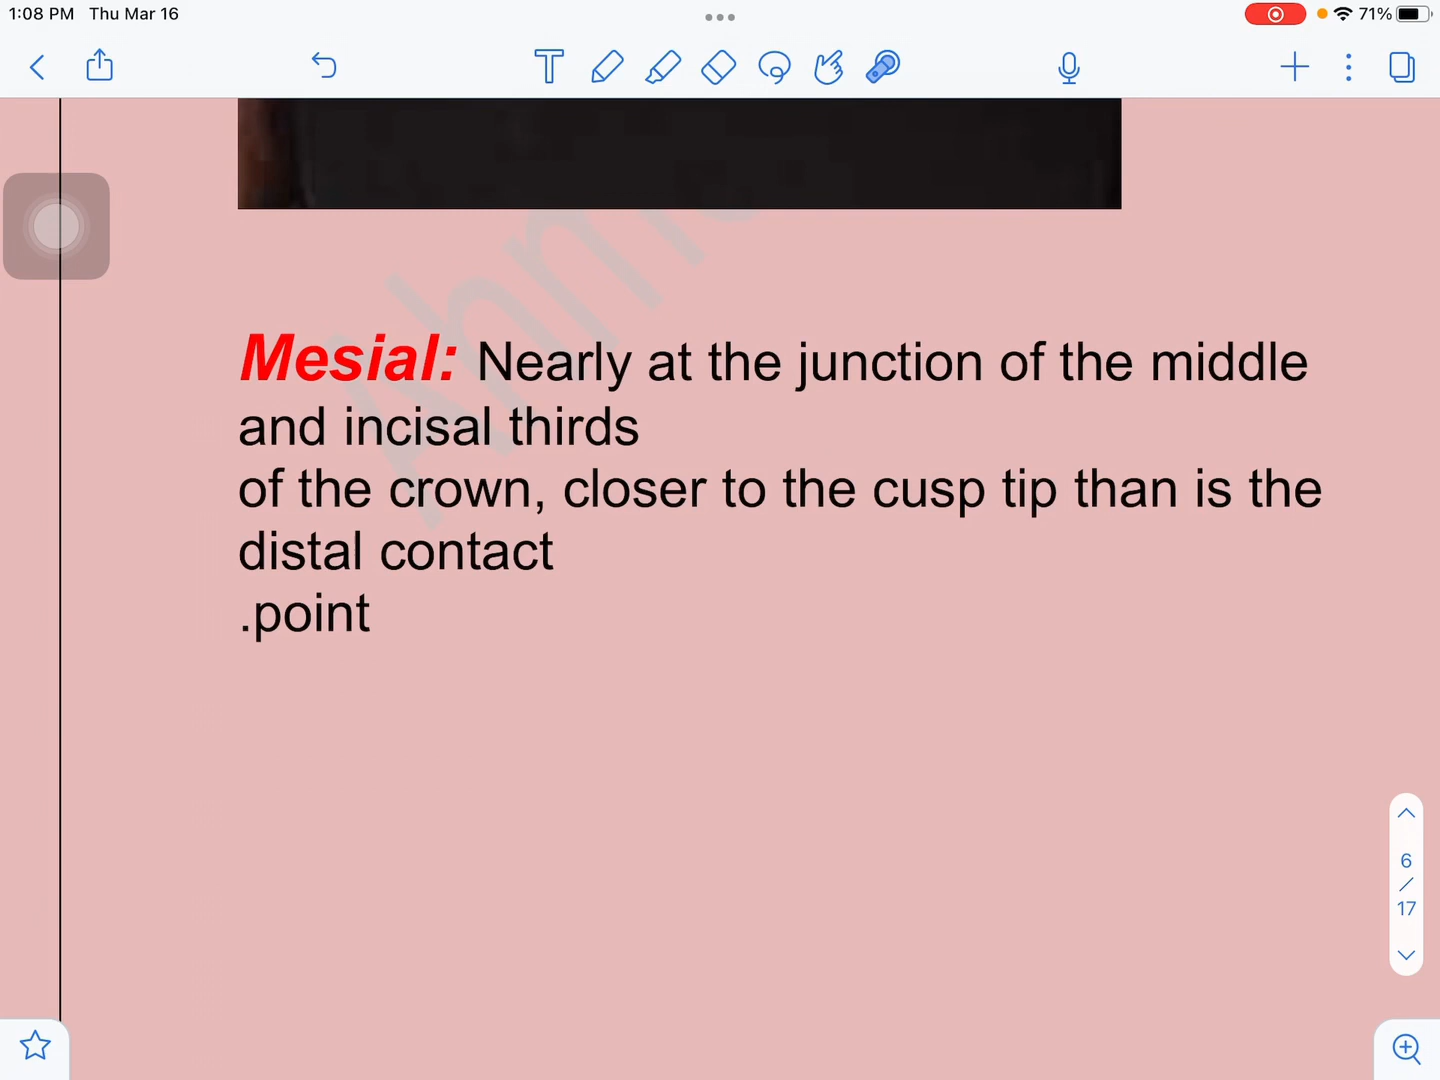 1:08 PM Thu Mar 16
71%
Mesial: Nearly at the junction of the middle
and incisal thirds
of the crown, closer to the cusp tip than is the
distal contact
.point
6
/
17